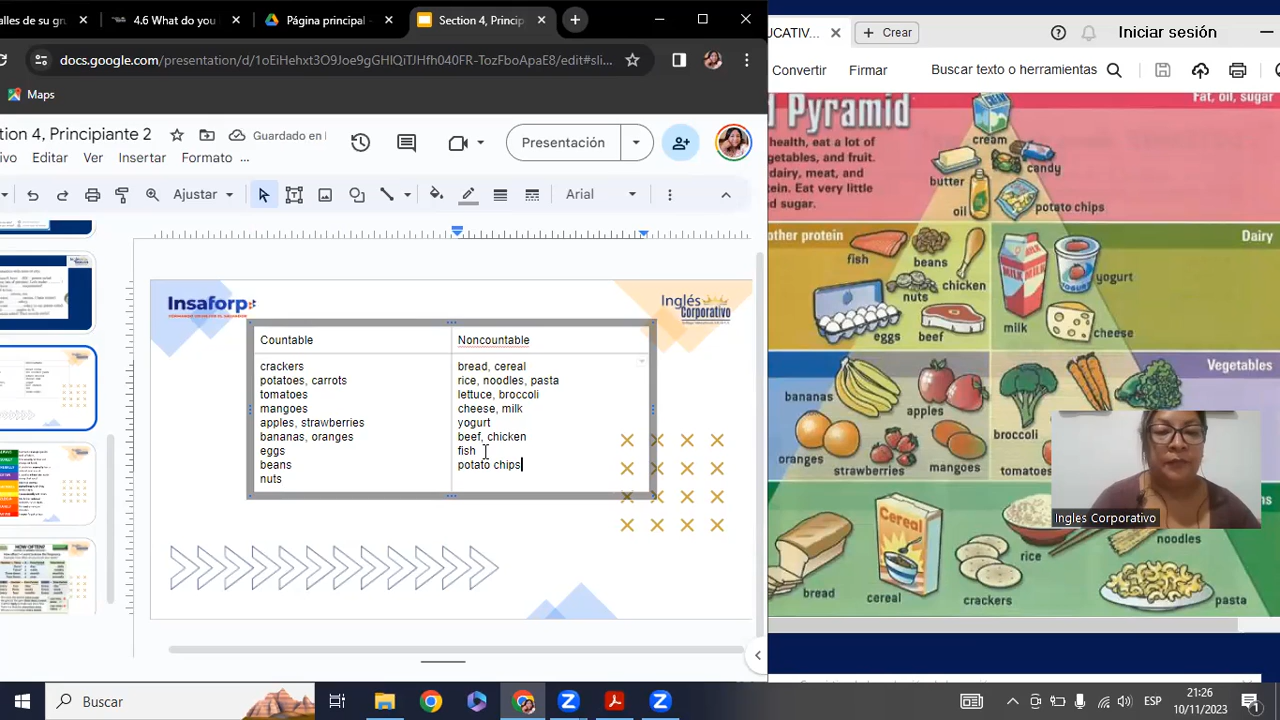 alles de su gr
4.6 What do you
Página principal
Section 4, Princip
docs.google.com/presentation/d/1oEiHehxt3O9Joe9gGHIQiTJHfh040FR-TozFboApaE8/edit#sli...
Maps
tion 4, Principiante 2
Guardado en
Presentación
vo Editar Ver Insertar Formato ...
Ajustar
Arial
Insaforp
Inglés
Corporativo
Countable
Noncountable
crackers
potatoes, carrots
tomatoes
mangoes
apples, strawberries
bananas, oranges
eggs
beans
nuts
bread, cereal
rice, noodles, pasta
lettuce, broccoli
cheese, milk
yogurt
beef, chicken
fish
potato chips
UCATIV...
Crear
Iniciar sesión
Convertir Firmar Buscar texto o herramientas
d Pyramid
Fat, oil, sugar
health, eat a lot of
getables, and fruit.
dairy, meat, and
tein. Eat very little
d sugar.
cream
candy
butter
oil
potato chips
other protein
Dairy
fish
beans
chicken
nuts
eggs
beef
milk
yogurt
cheese
Vegetables
bananas
apples
oranges
strawberries
mangoes
broccoli
tomatoes
Ingles Corporativo
ns
bread
Cereal
cereal
crackers
rice
noodles
pasta
Buscar
ESP
21:26
10/11/2023